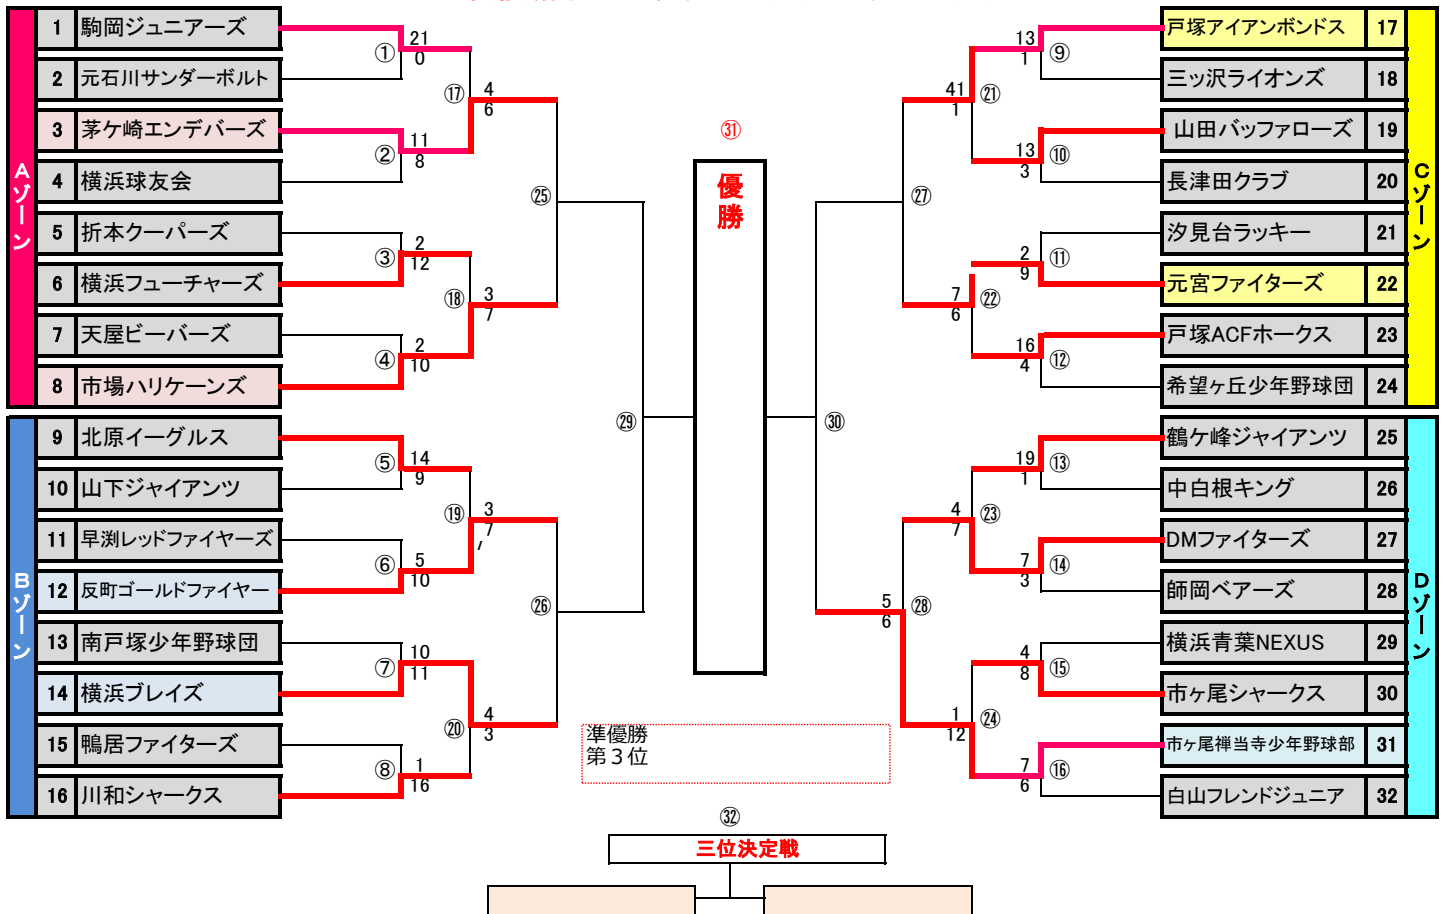 1 駒岡ジュニアーズ
2 元石川サンダーボルト
3 茅ケ崎エンデバーズ
4 横浜球友会
5 折本クーパーズ
6 横浜フューチャーズ
7 天屋ビーバーズ
8 市場ハリケーンズ
Aゾーン
① 21 0
② 11 8
③ 2 12
④ 2 10
⑰ 4 6
⑱ 3 7
㉕
9 北原イーグルス
10 山下ジャイアンツ
11 早渕レッドファイヤーズ
12 反町ゴールドファイヤー
13 南戸塚少年野球団
14 横浜ブレイズ
15 鴨居ファイターズ
16 川和シャークス
Bゾーン
⑤ 14 9
⑥ 5 10
⑦ 10 11
⑧ 1 16
⑲ 3 7
⑳ 4 3
㉖
㉙
㉛
優勝
準優勝
第3位
戸塚アイアンボンドス 17
三ッ沢ライオンズ 18
山田バッファローズ 19
長津田クラブ 20
汐見台ラッキー 21
元宮ファイターズ 22
戸塚ACFホークス 23
希望ヶ丘少年野球団 24
Cゾーン
13 1 ⑨
13 3 ⑩
2 9 ⑪
16 4 ⑫
41 1 ㉑
7 6 ㉒
㉗
鶴ケ峰ジャイアンツ 25
中白根キング 26
DMファイターズ 27
師岡ベアーズ 28
横浜青葉NEXUS 29
市ヶ尾シャークス 30
市ヶ尾禅当寺少年野球部 31
白山フレンドジュニア 32
Dゾーン
19 1 ⑬
7 3 ⑭
4 8 ⑮
7 6 ⑯
4 7 ㉓
1 12 ㉔
5 6 ㉘
㉚
㉜
三位決定戦